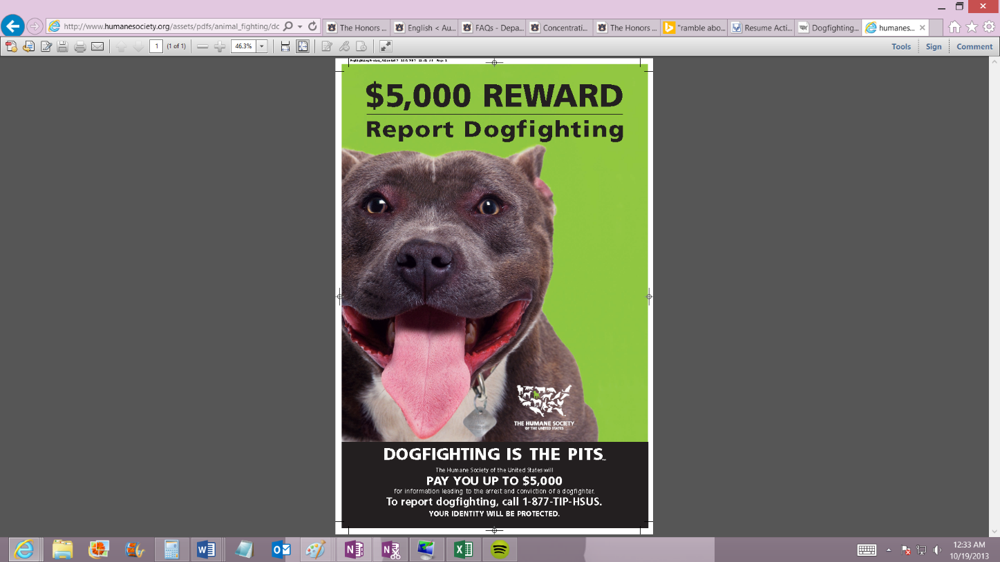 http://www.humanesociety.org/assets/pdfs/animal_fighting/dc
The Honors ...
English < Au...
FAQs - Depa...
Concentrati...
The Honors ...
"ramble abo...
Resume Acti...
Dogfighting...
humanes...
1 (1 of 1) 46.3%
Tools Sign Comment
$5,000 REWARD
Report Dogfighting
THE HUMANE SOCIETY
OF THE UNITED STATES
DOGFIGHTING IS THE PITS
The Humane Society of the United States will
PAY YOU UP TO $5,000
for information leading to the arrest and conviction of a dogfighter.
To report dogfighting, call 1-877-TIP-HSUS.
YOUR IDENTITY WILL BE PROTECTED.
12:33 AM
10/19/2013